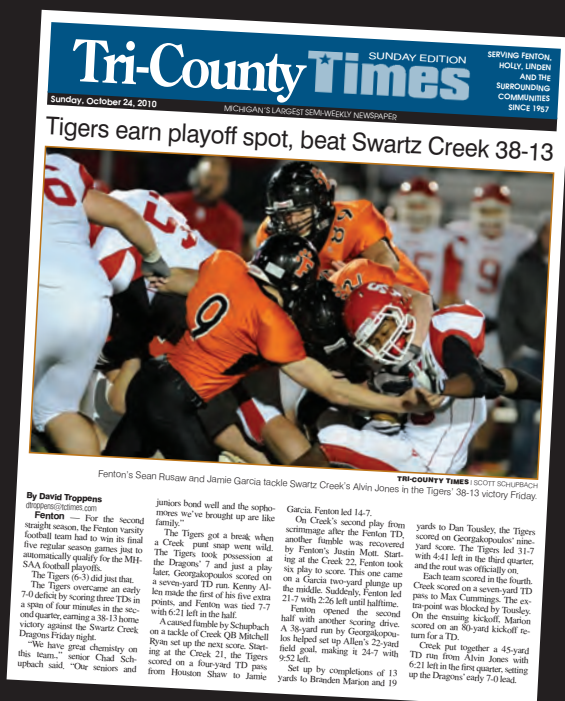 Tri-County Times
SUNDAY EDITION
SERVING FENTON,
HOLLY, LINDEN
AND THE
SURROUNDING
COMMUNITIES
SINCE 1957
Sunday, October 24, 2010
MICHIGAN'S LARGEST SEMI-WEEKLY NEWSPAPER
Tigers earn playoff spot, beat Swartz Creek 38-13
9
89
F
TRI-COUNTY TIMES | SCOTT SCHUPBACH
Fenton's Sean Rusaw and Jamie Garcia tackle Swartz Creek's Alvin Jones in the Tigers' 38-13 victory Friday.
By David Troppens
dtroppens@tctimes.com
Fenton — For the second
straight season, the Fenton varsity
football team had to win its final
five regular season games just to
automatically qualify for the MH-
SAA football playoffs.
The Tigers (6-3) did just that.
The Tigers overcame an early
7-0 deficit by scoring three TDs in
a span of four minutes in the sec-
ond quarter, earning a 38-13 home
victory against the Swartz Creek
Dragons Friday night.
"We have great chemistry on
this team," senior Chad Sch-
upbach said. "Our seniors and
juniors bond well and the sopho-
mores we've brought up are like
family."
The Tigers got a break when
a Creek punt snap went wild.
The Tigers took possession at
the Dragons' 7 and just a play
later, Georgakopoulos scored on
a seven-yard TD run. Kenny Al-
len made the first of his five extra
points, and Fenton was tied 7-7
with 6:21 left in the half.
A caused fumble by Schupbach
on a tackle of Creek QB Mitchell
Ryan set up the next score. Start-
ing at the Creek 21, the Tigers
scored on a four-yard TD pass
from Houston Shaw to Jamie
Garcia. Fenton led 14-7.
On Creek's second play from
scrimmage after the Fenton TD,
another fumble was recovered
by Fenton's Justin Mott. Start-
ing at the Creek 22, Fenton took
six play to score. This one came
on a Garcia two-yard plunge up
the middle. Suddenly, Fenton led
21-7 with 2:26 left until halftime.
Fenton opened the second
half with another scoring drive.
A 38-yard run by Georgakopou-
los helped set up Allen's 22-yard
field goal, making it 24-7 with
9:52 left.
Set up by completions of 13
yards to Branden Marion and 19
yards to Dan Tousley, the Tigers
scored on Georgakopoulos' nine-
yard score. The Tigers led 31-7
with 4:41 left in the third quarter,
and the rout was officially on.
Each team scored in the fourth.
Creek scored on a seven-yard TD
pass to Max Cummings. The ex-
tra-point was blocked by Tousley.
On the ensuing kickoff, Marion
scored on an 80-yard kickoff re-
turn for a TD.
Creek put together a 45-yard
TD run from Alvin Jones with
6:21 left in the first quarter, setting
up the Dragons' early 7-0 lead.